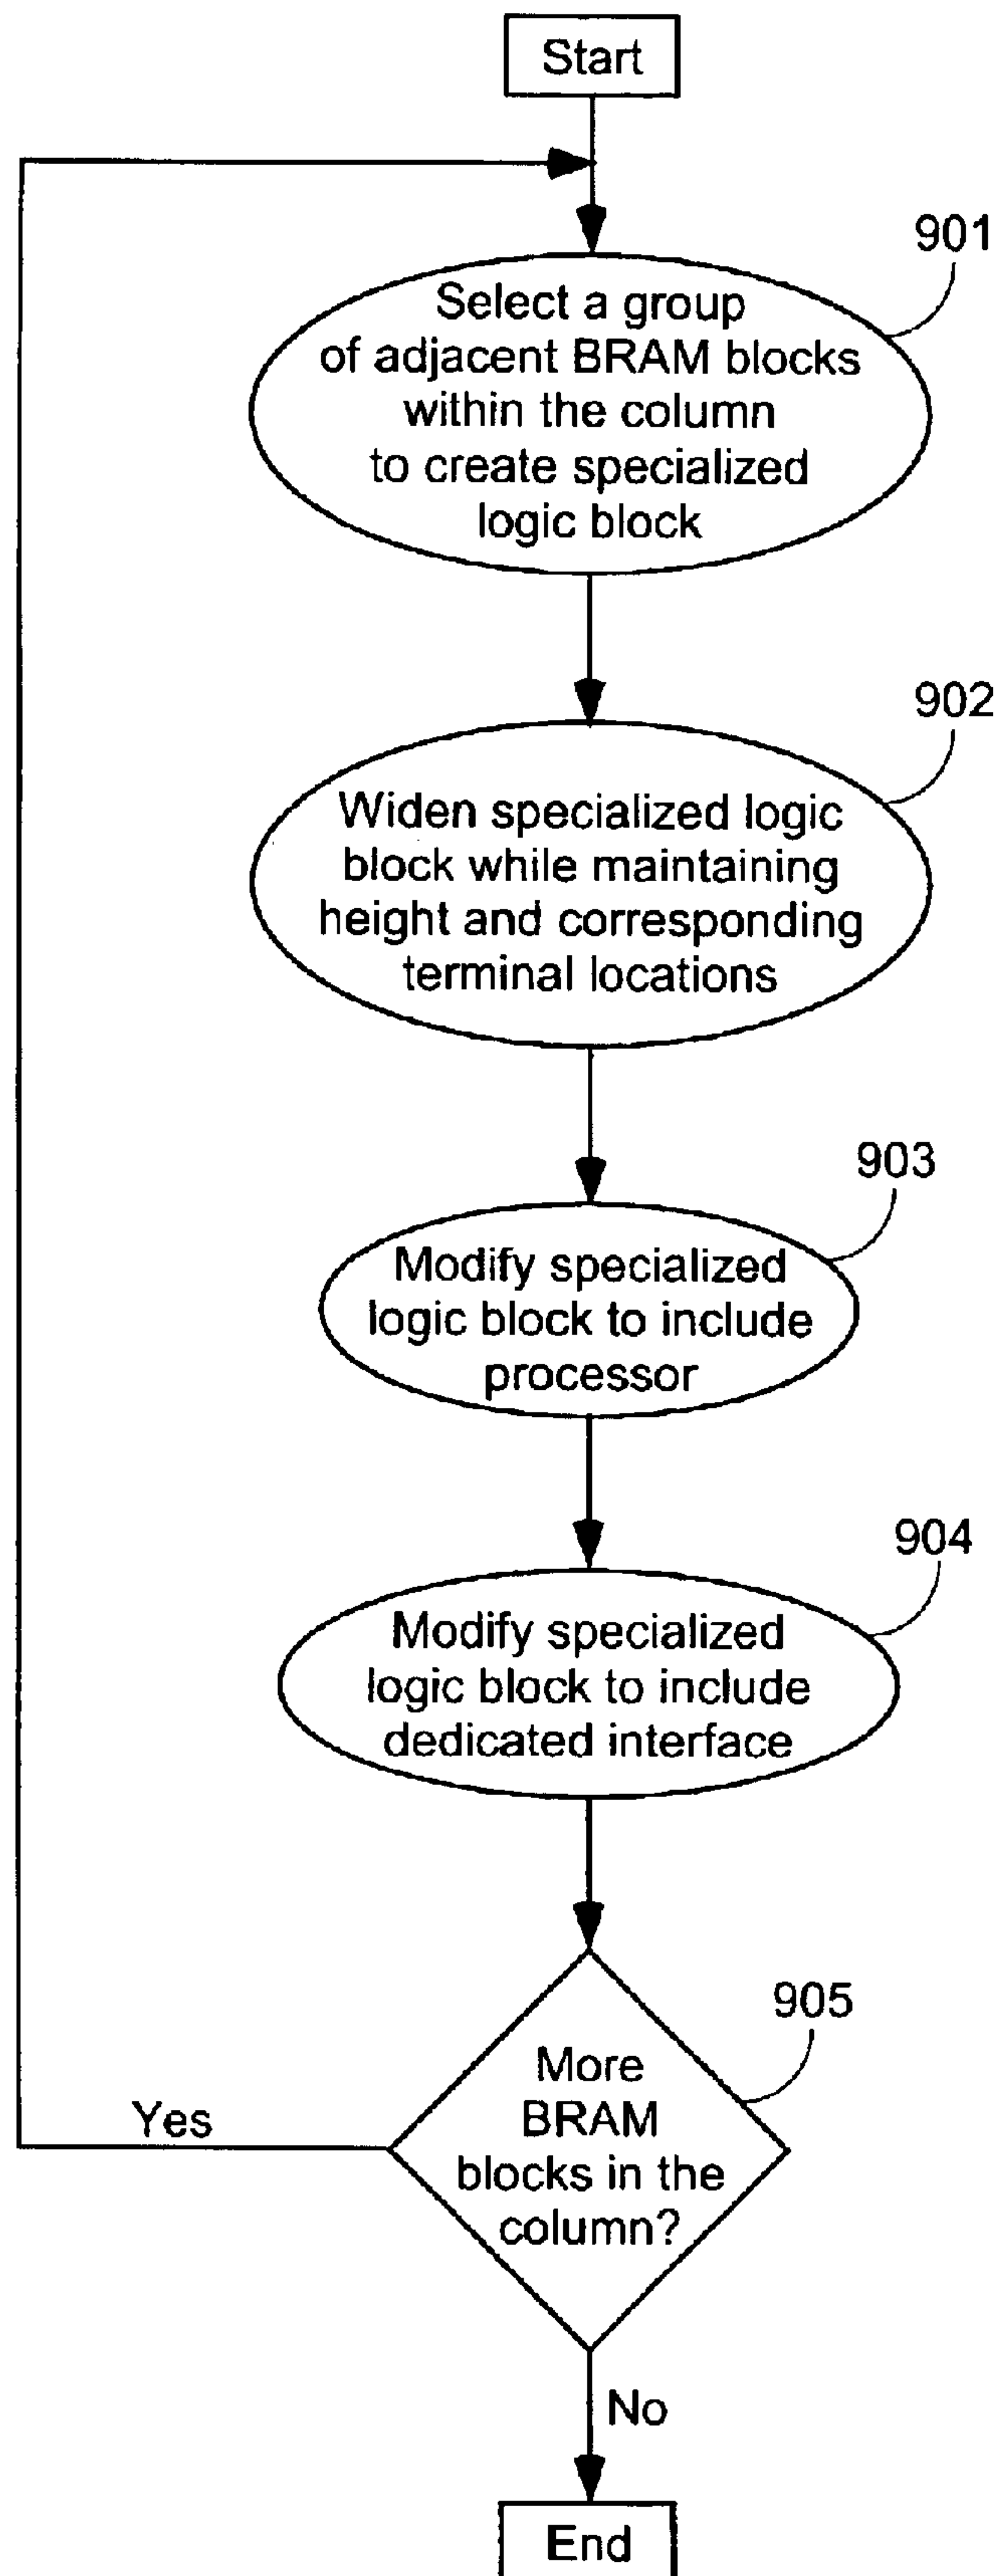 Start
901
Select a group
of adjacent BRAM blocks
within the column
to create specialized
logic block
902
Widen specialized logic
block while maintaining
height and corresponding
terminal locations
903
Modify specialized
logic block to include
processor
904
Modify specialized
logic block to include
dedicated interface
905
More
BRAM
blocks in the
column?
Yes
No
End